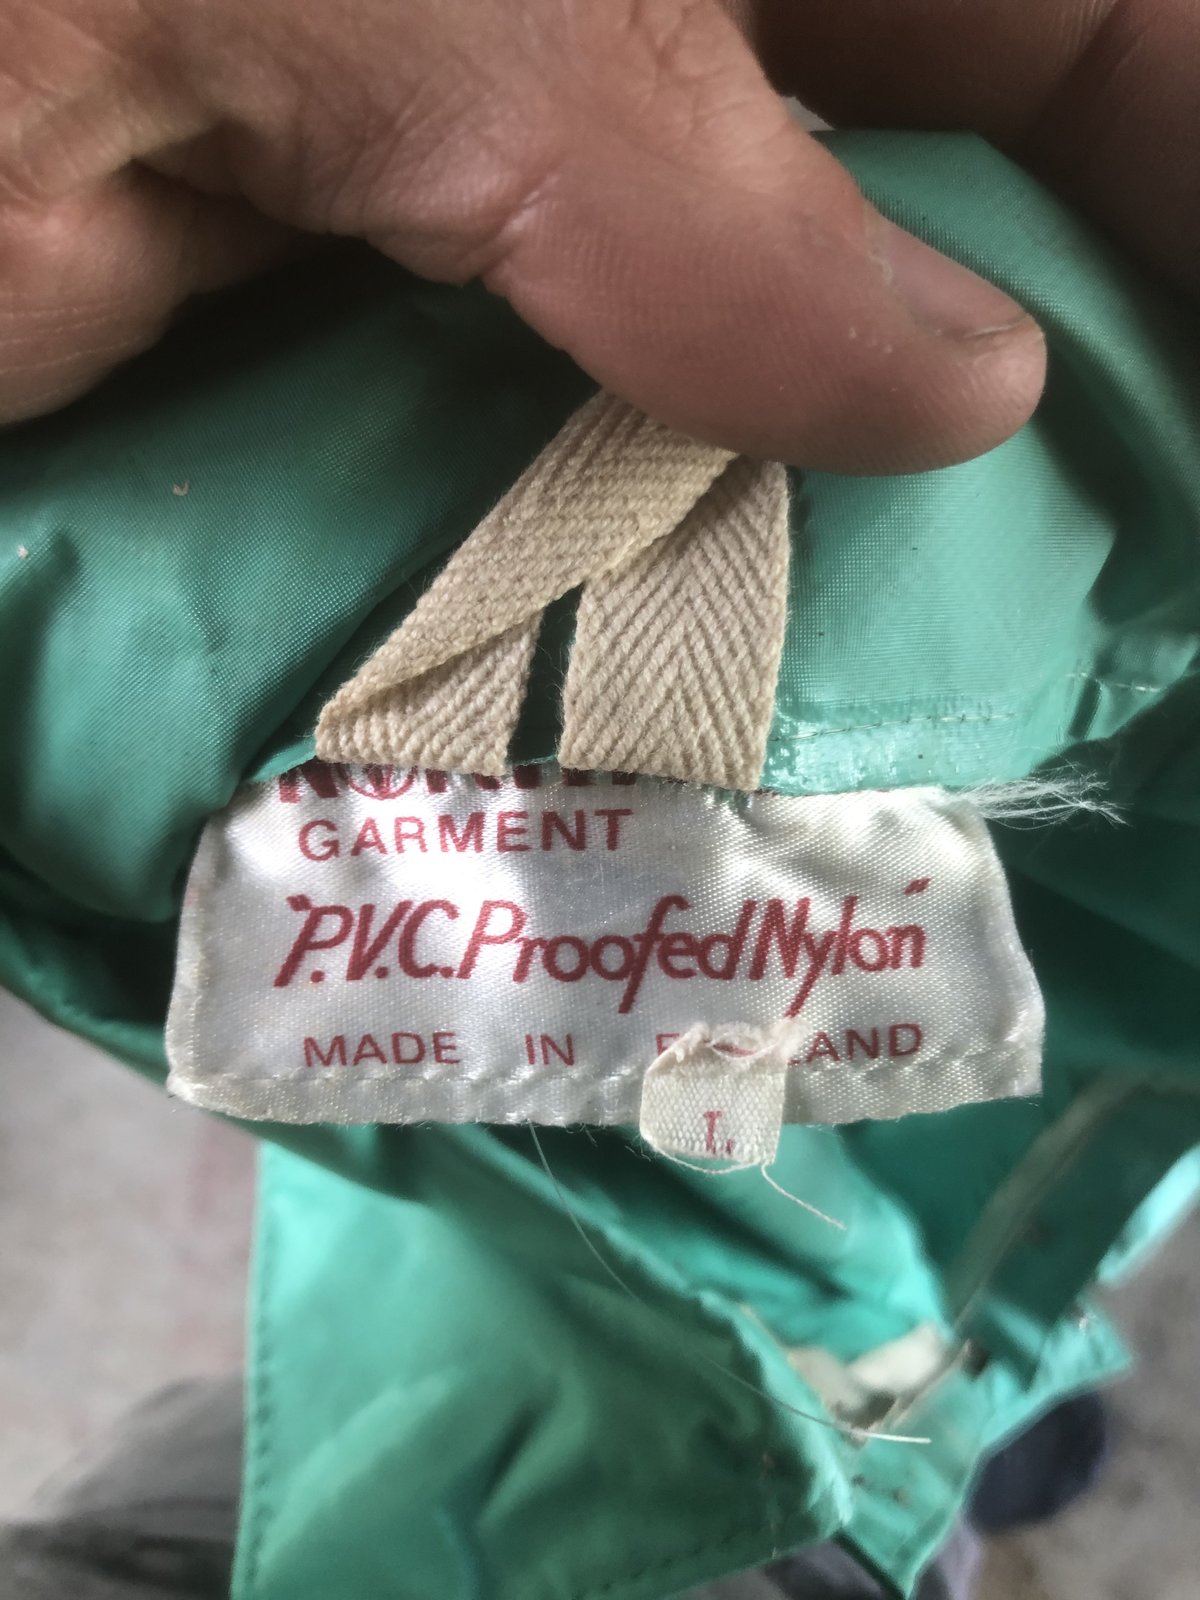 GARMENT
"P.V.C. Proofed Nylon"
MADE IN
L.